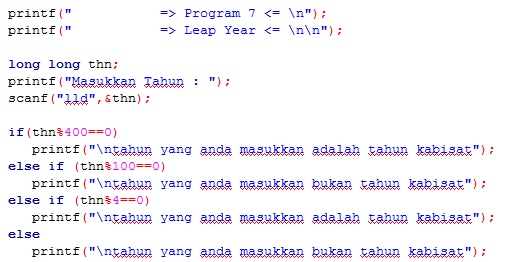 printf("           => Program 7 <= \n");
printf("           => Leap Year <= \n\n");
long long thn;
printf("Masukkan Tahun : ");
scanf("lld",&thn);
if(thn%400==0)
   printf("\ntahun yang anda masukkan adalah tahun kabisat");
else if (thn%100==0)
   printf("\ntahun yang anda masukkan bukan tahun kabisat");
else if (thn%4==0)
   printf("\ntahun yang anda masukkan adalah tahun kabisat");
else
   printf("\ntahun yang anda masukkan bukan tahun kabisat");